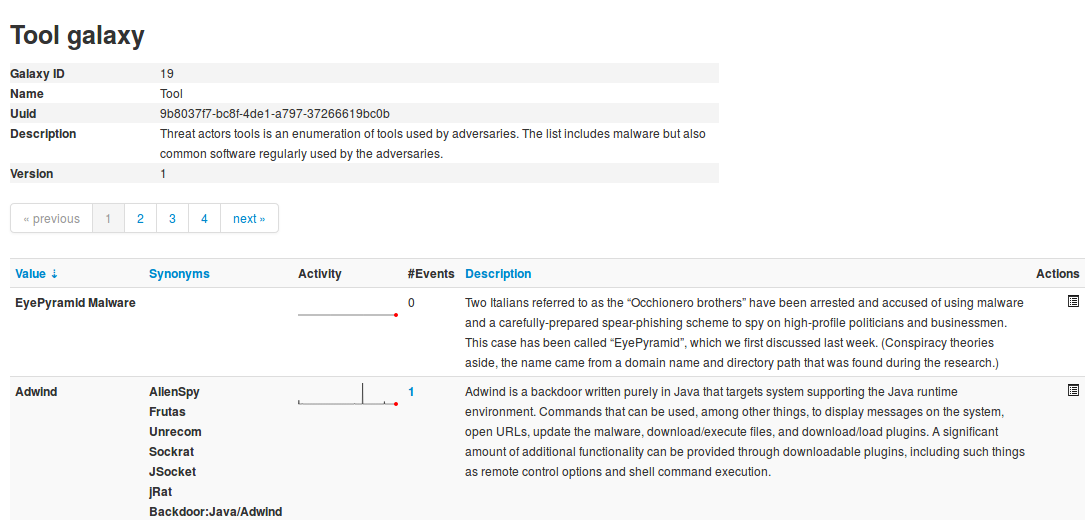 Tool galaxy
Galaxy ID 19
Name Tool
Uuid 9b8037f7-bc8f-4de1-a797-37266619bc0b
Description Threat actors tools is an enumeration of tools used by adversaries. The list includes malware but also
common software regularly used by the adversaries.
Version 1
« previous 1 2 3 4 next »
Value ↓ Synonyms Activity #Events Description Actions
EyePyramid Malware 0 Two Italians referred to as the “Occhionero brothers” have been arrested and accused of using malware
and a carefully-prepared spear-phishing scheme to spy on high-profile politicians and businessmen.
This case has been called “EyePyramid”, which we first discussed last week. (Conspiracy theories
aside, the name came from a domain name and directory path that was found during the research.)
Adwind AlienSpy 1 Adwind is a backdoor written purely in Java that targets system supporting the Java runtime
Frutas environment. Commands that can be used, among other things, to display messages on the system,
Unrecom open URLs, update the malware, download/execute files, and download/load plugins. A significant
Sockrat amount of additional functionality can be provided through downloadable plugins, including such things
JSocket as remote control options and shell command execution.
jRat
Backdoor:Java/Adwind